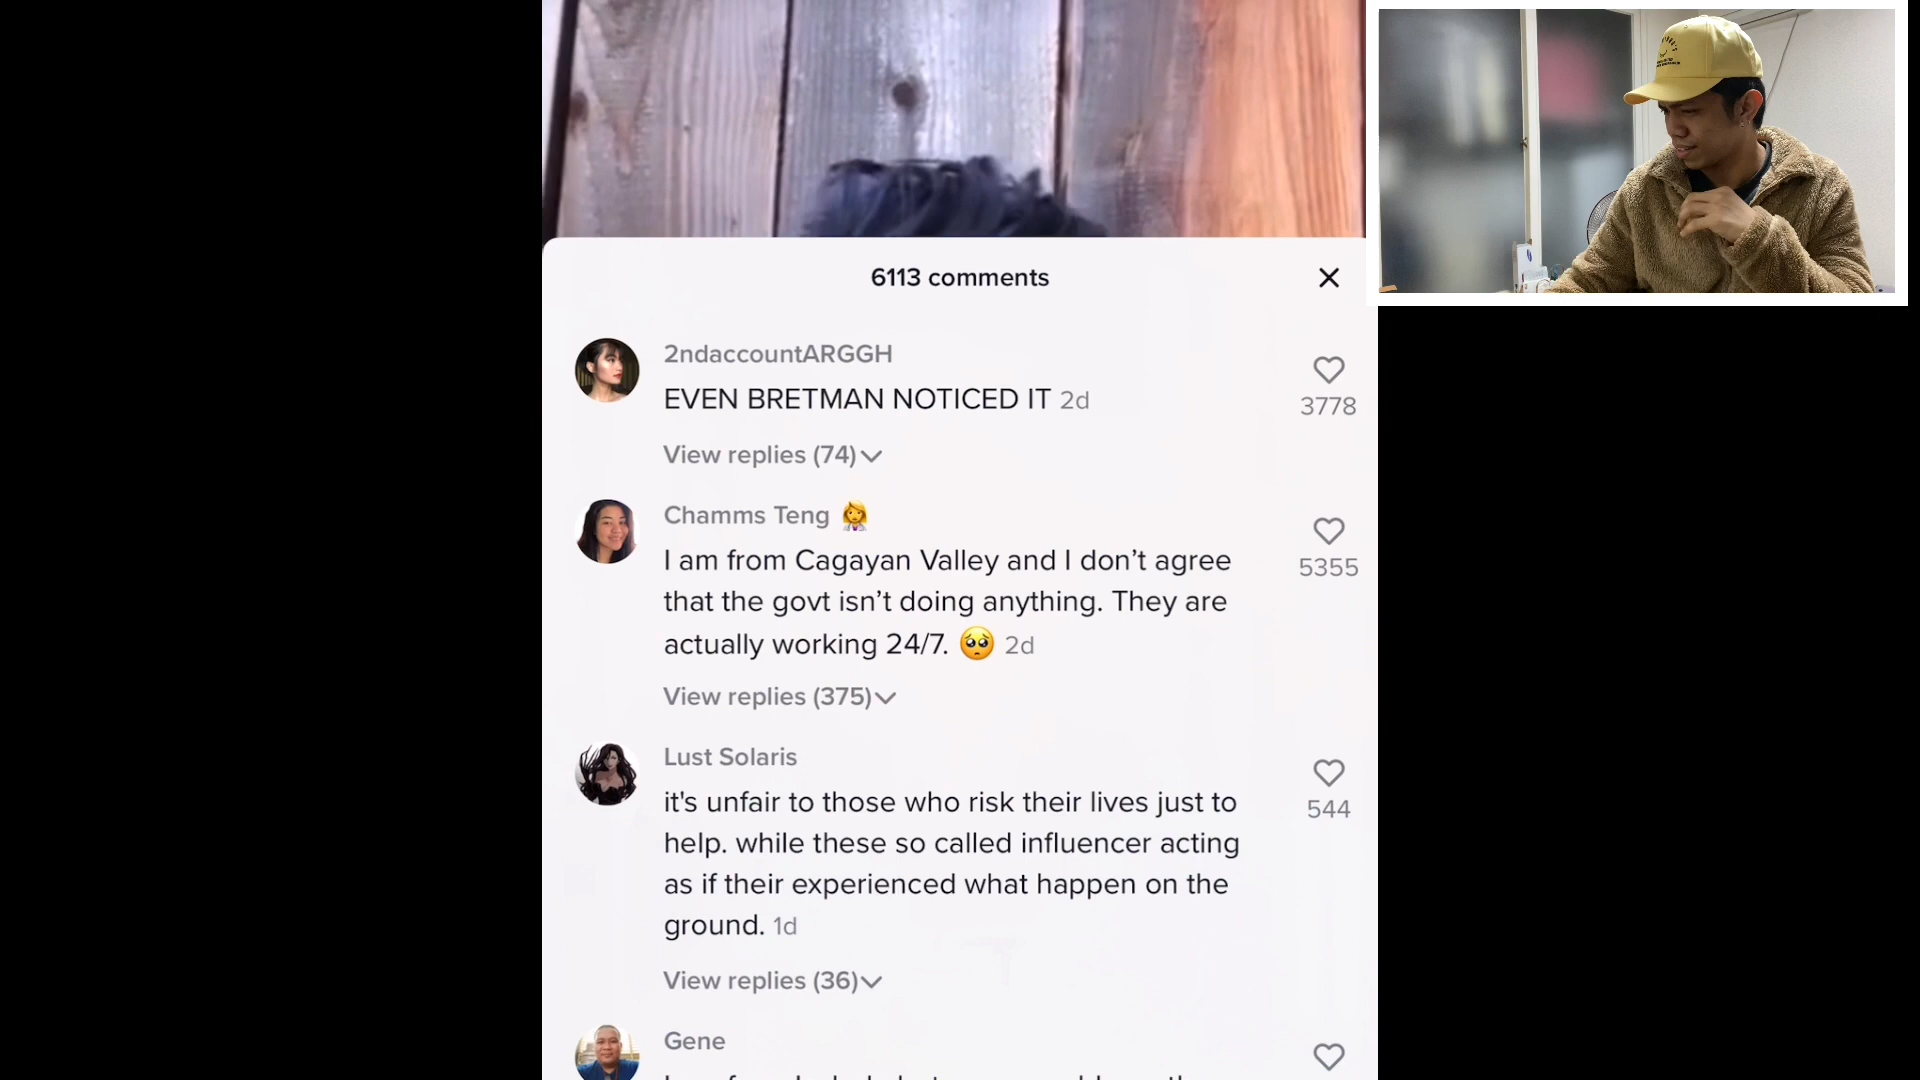 6113 comments
2ndaccountARGGH
EVEN BRETMAN NOTICED IT 2d
3778
View replies (74)
Chamms Teng 👩‍⚕️
I am from Cagayan Valley and I don’t agree
that the govt isn’t doing anything. They are
actually working 24/7. 🥺 2d
5355
View replies (375)
Lust Solaris
it's unfair to those who risk their lives just to
help. while these so called influencer acting
as if their experienced what happen on the
ground. 1d
544
View replies (36)
Gene